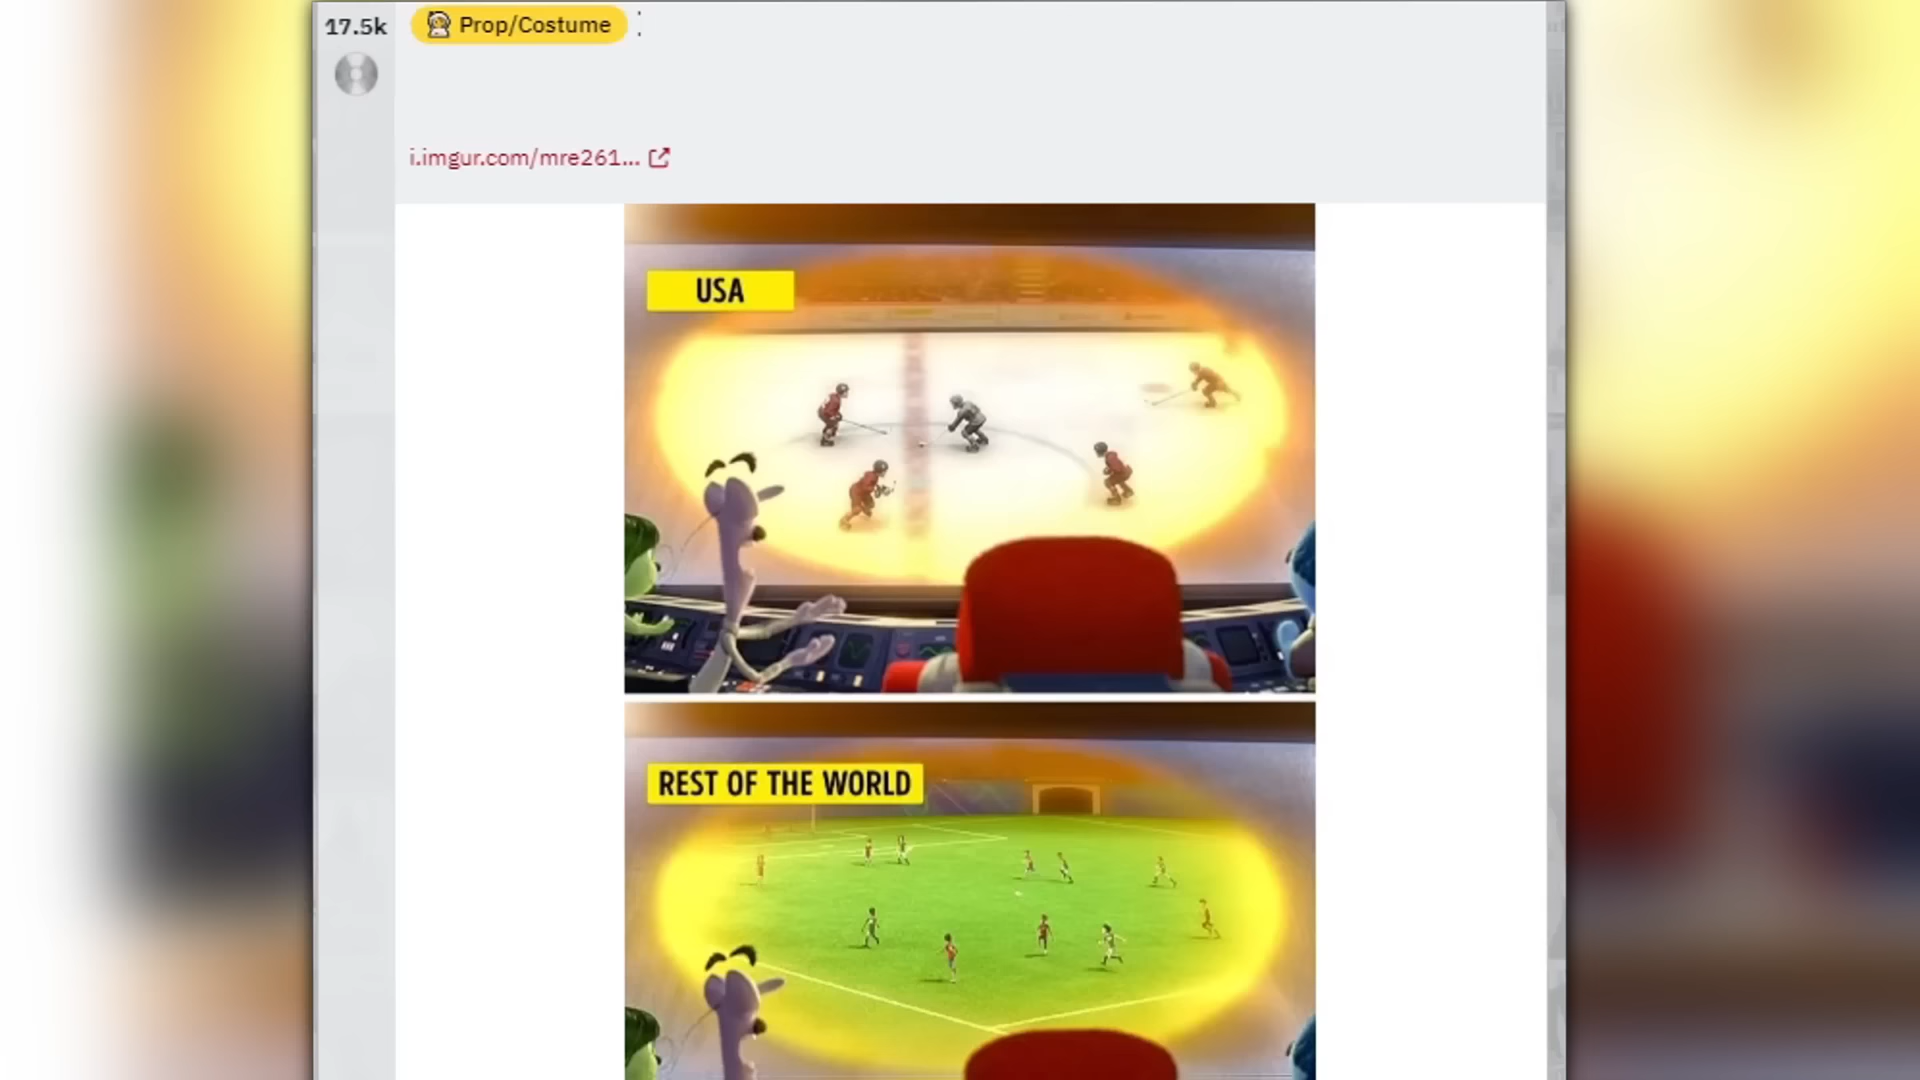 17.5k
Prop/Costume
i.imgur.com/mre261...
USA
REST OF THE WORLD